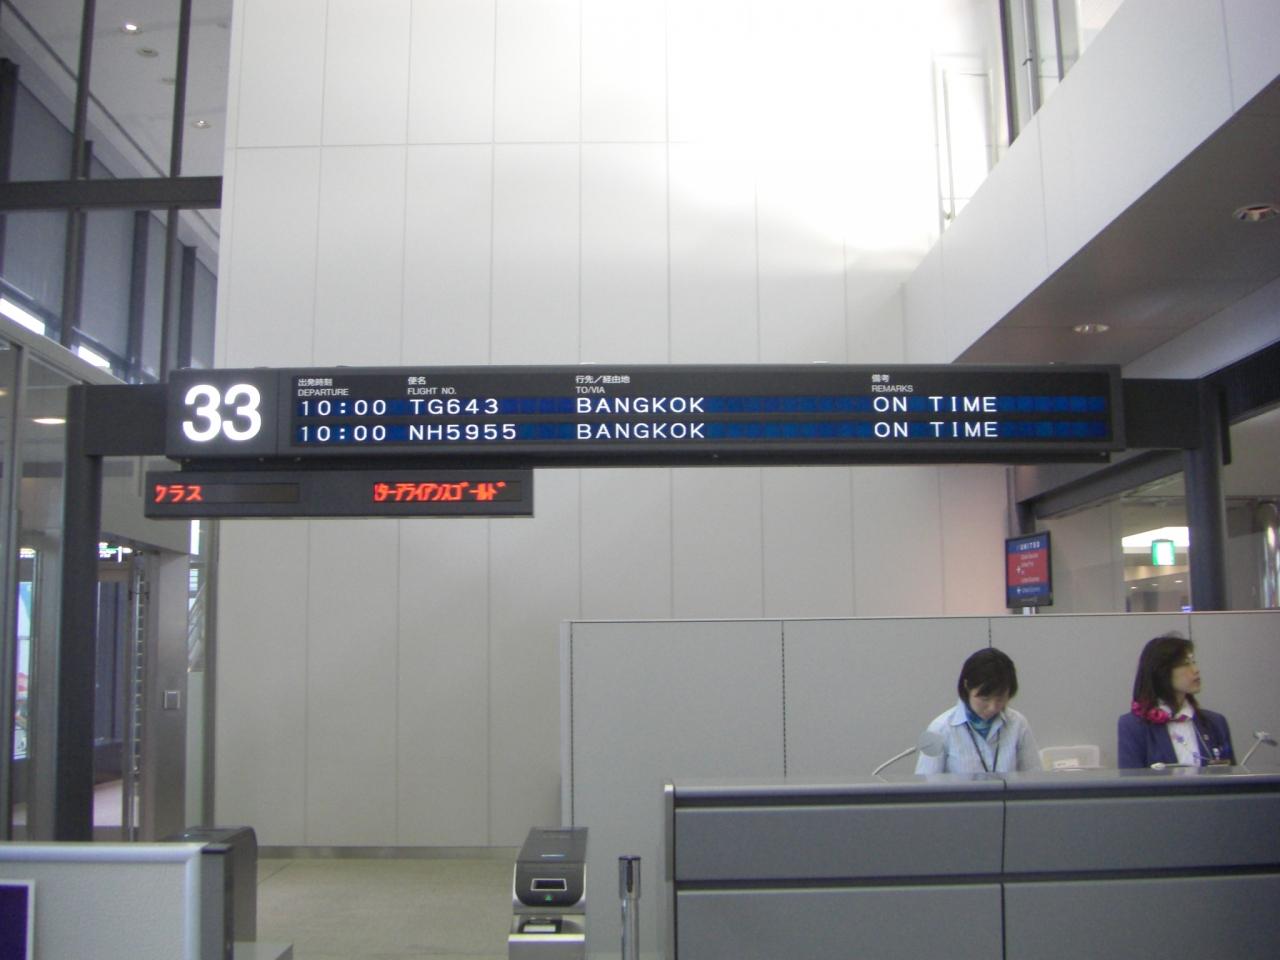 33
出発時刻 便名 行先/経由地 備考
DEPARTURE FLIGHT NO. TO/VIA REMARKS
10:00 TG643 BANGKOK ON TIME
10:00 NH5955 BANGKOK ON TIME
クラス ターアライアンスゴールド
UNITED